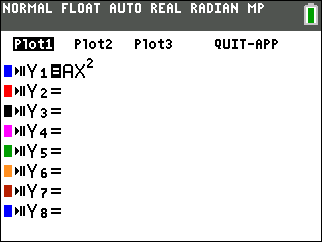 NORMAL FLOAT AUTO REAL RADIAN MP
Plot1 Plot2 Plot3 QUIT-APP
Y1=AX²
Y2=
Y3=
Y4=
Y5=
Y6=
Y7=
Y8=